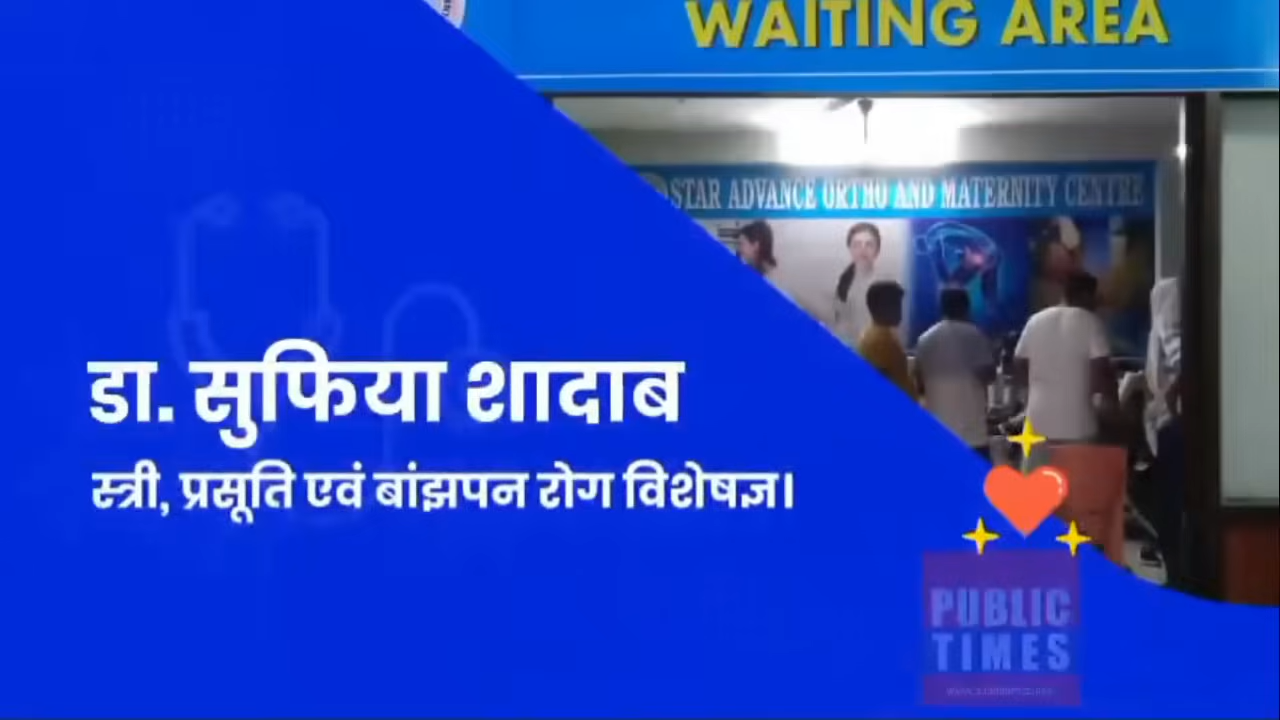 WAITING AREA
STAR ADVANCE ORTHO AND MATERNITY CENTRE
डा. सुफिया शादाब
स्त्री, प्रसूति एवं बांझपन रोग विशेषज्ञ।
PUBLIC
TIMES